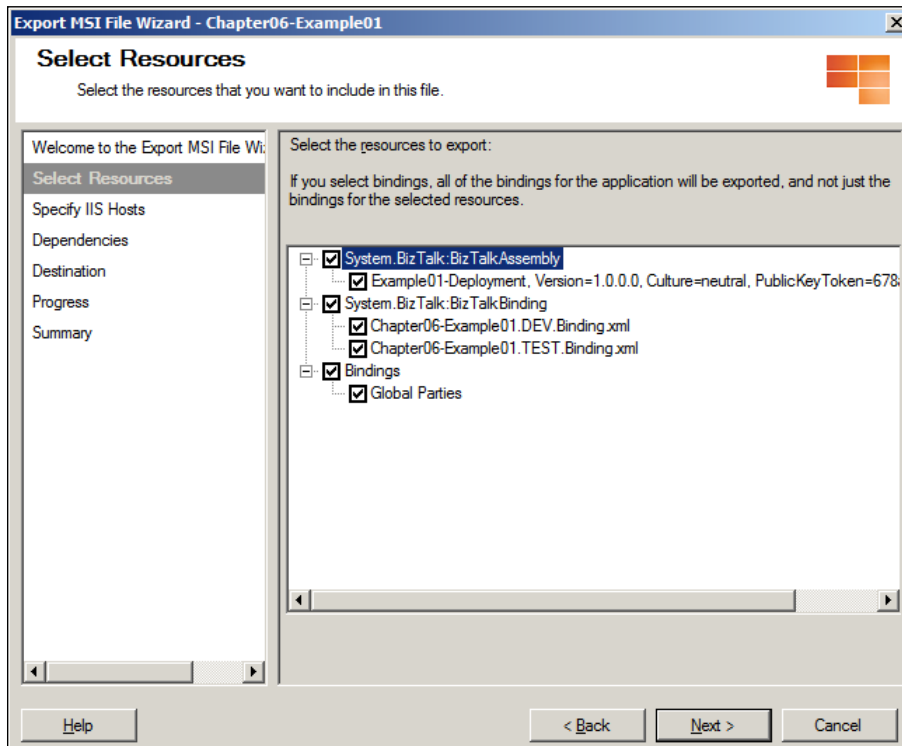 Export MSI File Wizard - Chapter06-Example01
Select Resources
Select the resources that you want to include in this file.
Welcome to the Export MSI File Wi
Select Resources
Specify IIS Hosts
Dependencies
Destination
Progress
Summary
Select the resources to export:
If you select bindings, all of the bindings for the application will be exported, and not just the
bindings for the selected resources.
System.BizTalk:BizTalkAssembly
Example01-Deployment, Version=1.0.0.0, Culture=neutral, PublicKeyToken=678
System.BizTalk:BizTalkBinding
Chapter06-Example01.DEV.Binding.xml
Chapter06-Example01.TEST.Binding.xml
Bindings
Global Parties
Help
< Back
Next >
Cancel